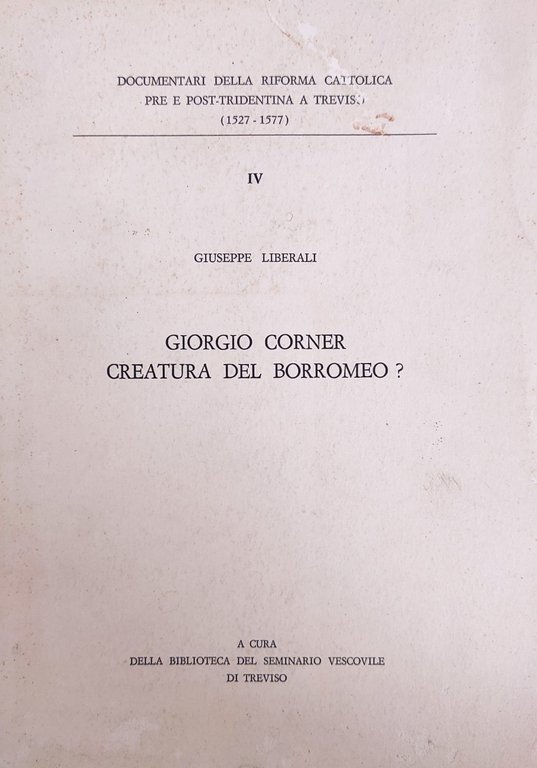 DOCUMENTARI DELLA RIFORMA CATTOLICA
PRE E POST-TRIDENTINA A TREVISO
(1527 - 1577)
IV
GIUSEPPE LIBERALI
GIORGIO CORNER
CREATURA DEL BORROMEO ?
A CURA
DELLA BIBLIOTECA DEL SEMINARIO VESCOVILE
DI TREVISO